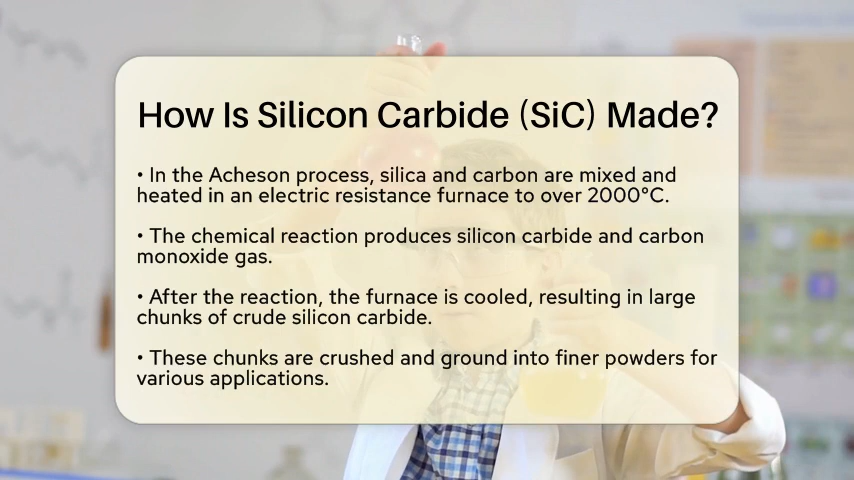 How Is Silicon Carbide (SiC) Made?
• In the Acheson process, silica and carbon are mixed and
heated in an electric resistance furnace to over 2000°C.
• The chemical reaction produces silicon carbide and carbon
monoxide gas.
• After the reaction, the furnace is cooled, resulting in large
chunks of crude silicon carbide.
• These chunks are crushed and ground into finer powders for
various applications.